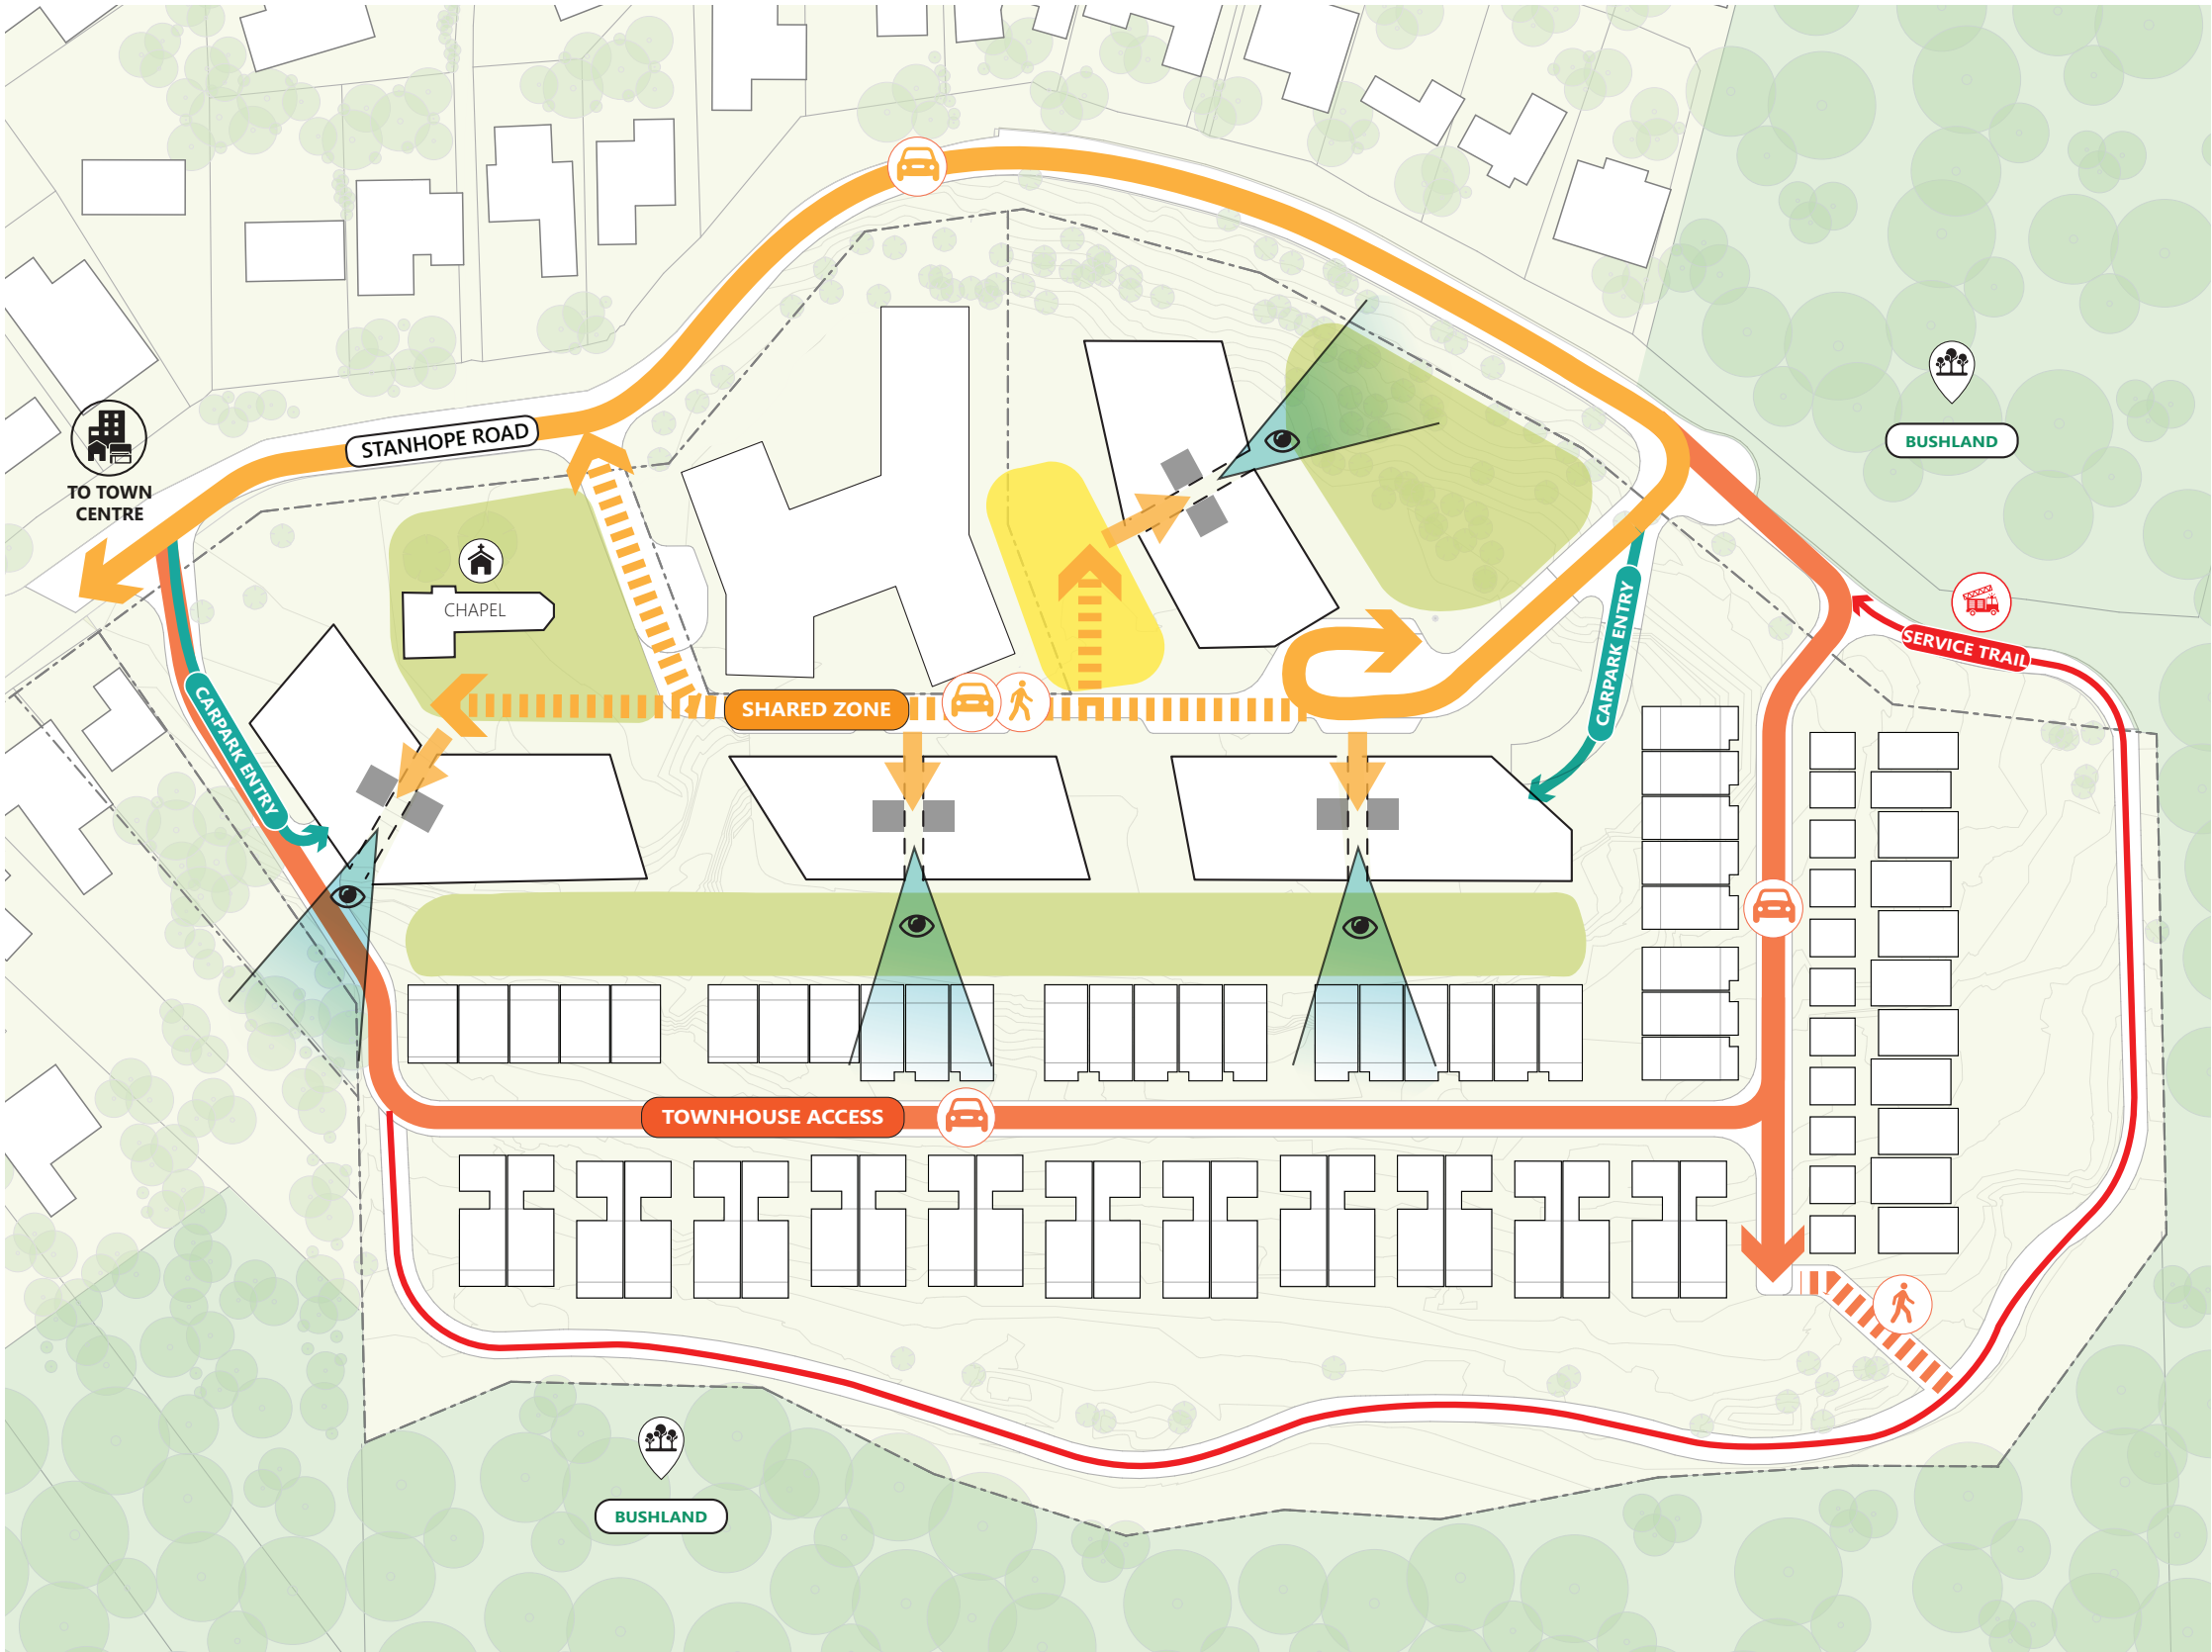 STANHOPE ROAD
BUSHLAND
TO TOWN
CENTRE
CHAPEL
CARPARK ENTRY
SERVICE TRAIL
CARPARK ENTRY
SHARED ZONE
TOWNHOUSE ACCESS
BUSHLAND